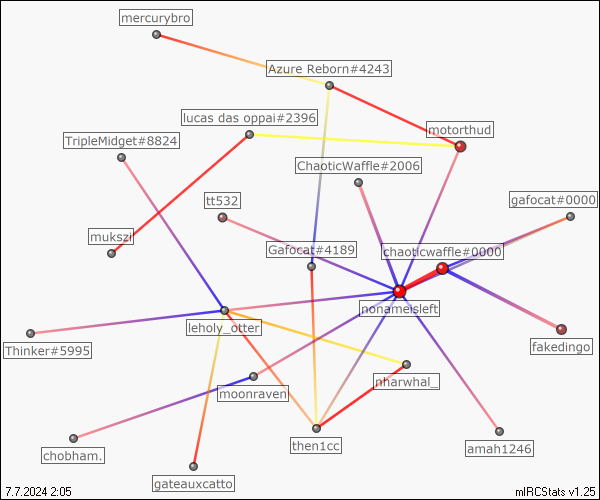 mercurybro
Azure Reborn#4243
lucas das oppai#2396
motorthud
TripleMidget#8824
ChaoticWaffle#2006
tt532
gafocat#0000
mukszi
Gafocat#4189
chaoticwaffle#0000
nonameisleft
leholy_otter
Thinker#5995
fakedingo
nharwhal_
moonraven
then1cc
chobham.
amah1246
gateauxcatto
7.7.2024 2:05
mIRCStats v1.25